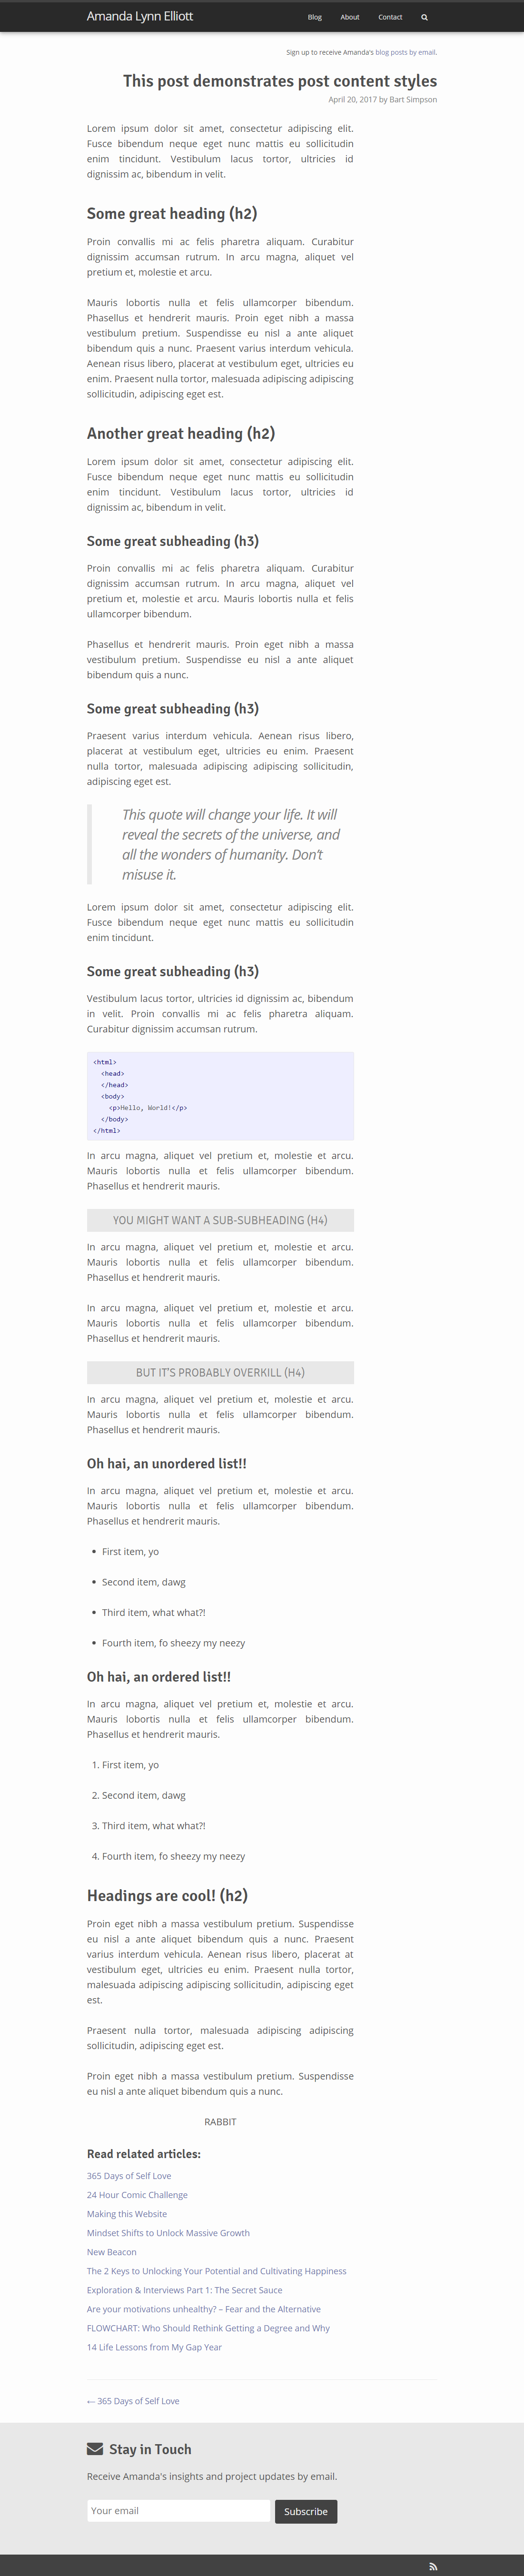 Amanda Lynn Elliott
Blog About Contact
Sign up to receive Amanda's blog posts by email.
This post demonstrates post content styles
April 20, 2017 by Bart Simpson
Lorem ipsum dolor sit amet, consectetur adipiscing elit.
Fusce bibendum neque eget nunc mattis eu sollicitudin
enim tincidunt. Vestibulum lacus tortor, ultricies id
dignissim ac, bibendum in velit.
Some great heading (h2)
Proin convallis mi ac felis pharetra aliquam. Curabitur
dignissim accumsan rutrum. In arcu magna, aliquet vel
pretium et, molestie et arcu.
Mauris lobortis nulla et felis ullamcorper bibendum.
Phasellus et hendrerit mauris. Proin eget nibh a massa
vestibulum pretium. Suspendisse eu nisl a ante aliquet
bibendum quis a nunc. Praesent varius interdum vehicula.
Aenean risus libero, placerat at vestibulum eget, ultricies eu
enim. Praesent nulla tortor, malesuada adipiscing adipiscing
sollicitudin, adipiscing eget est.
Another great heading (h2)
Lorem ipsum dolor sit amet, consectetur adipiscing elit.
Fusce bibendum neque eget nunc mattis eu sollicitudin
enim tincidunt. Vestibulum lacus tortor, ultricies id
dignissim ac, bibendum in velit.
Some great subheading (h3)
Proin convallis mi ac felis pharetra aliquam. Curabitur
dignissim accumsan rutrum. In arcu magna, aliquet vel
pretium et, molestie et arcu. Mauris lobortis nulla et felis
ullamcorper bibendum.
Phasellus et hendrerit mauris. Proin eget nibh a massa
vestibulum pretium. Suspendisse eu nisl a ante aliquet
bibendum quis a nunc.
Some great subheading (h3)
Praesent varius interdum vehicula. Aenean risus libero,
placerat at vestibulum eget, ultricies eu enim. Praesent
nulla tortor, malesuada adipiscing adipiscing sollicitudin,
adipiscing eget est.
This quote will change your life. It will
reveal the secrets of the universe, and
all the wonders of humanity. Don't
misuse it.
Lorem ipsum dolor sit amet, consectetur adipiscing elit.
Fusce bibendum neque eget nunc mattis eu sollicitudin
enim tincidunt.
Some great subheading (h3)
Vestibulum lacus tortor, ultricies id dignissim ac, bibendum
in velit. Proin convallis mi ac felis pharetra aliquam.
Curabitur dignissim accumsan rutrum.
<html>
<head>
</head>
<body>
<p>Hello, World!</p>
</body>
</html>
In arcu magna, aliquet vel pretium et, molestie et arcu.
Mauris lobortis nulla et felis ullamcorper bibendum.
Phasellus et hendrerit mauris.
YOU MIGHT WANT A SUB-SUBHEADING (H4)
In arcu magna, aliquet vel pretium et, molestie et arcu.
Mauris lobortis nulla et felis ullamcorper bibendum.
Phasellus et hendrerit mauris.
In arcu magna, aliquet vel pretium et, molestie et arcu.
Mauris lobortis nulla et felis ullamcorper bibendum.
Phasellus et hendrerit mauris.
BUT IT'S PROBABLY OVERKILL (H4)
In arcu magna, aliquet vel pretium et, molestie et arcu.
Mauris lobortis nulla et felis ullamcorper bibendum.
Phasellus et hendrerit mauris.
Oh hai, an unordered list!!
In arcu magna, aliquet vel pretium et, molestie et arcu.
Mauris lobortis nulla et felis ullamcorper bibendum.
Phasellus et hendrerit mauris.
• First item, yo
• Second item, dawg
• Third item, what what?!
• Fourth item, fo sheezy my neezy
Oh hai, an ordered list!!
In arcu magna, aliquet vel pretium et, molestie et arcu.
Mauris lobortis nulla et felis ullamcorper bibendum.
Phasellus et hendrerit mauris.
1. First item, yo
2. Second item, dawg
3. Third item, what what?!
4. Fourth item, fo sheezy my neezy
Headings are cool! (h2)
Proin eget nibh a massa vestibulum pretium. Suspendisse
eu nisl a ante aliquet bibendum quis a nunc. Praesent
varius interdum vehicula. Aenean risus libero, placerat at
vestibulum eget, ultricies eu enim. Praesent nulla tortor,
malesuada adipiscing adipiscing sollicitudin, adipiscing eget
est.
Praesent nulla tortor, malesuada adipiscing adipiscing
sollicitudin, adipiscing eget est.
Proin eget nibh a massa vestibulum pretium. Suspendisse
eu nisl a ante aliquet bibendum quis a nunc.
RABBIT
Read related articles:
365 Days of Self Love
24 Hour Comic Challenge
Making this Website
Mindset Shifts to Unlock Massive Growth
New Beacon
The 2 Keys to Unlocking Your Potential and Cultivating Happiness
Exploration & Interviews Part 1: The Secret Sauce
Are your motivations unhealthy? – Fear and the Alternative
FLOWCHART: Who Should Rethink Getting a Degree and Why
14 Life Lessons from My Gap Year
← 365 Days of Self Love
Stay in Touch
Receive Amanda's insights and project updates by email.
Your email
Subscribe